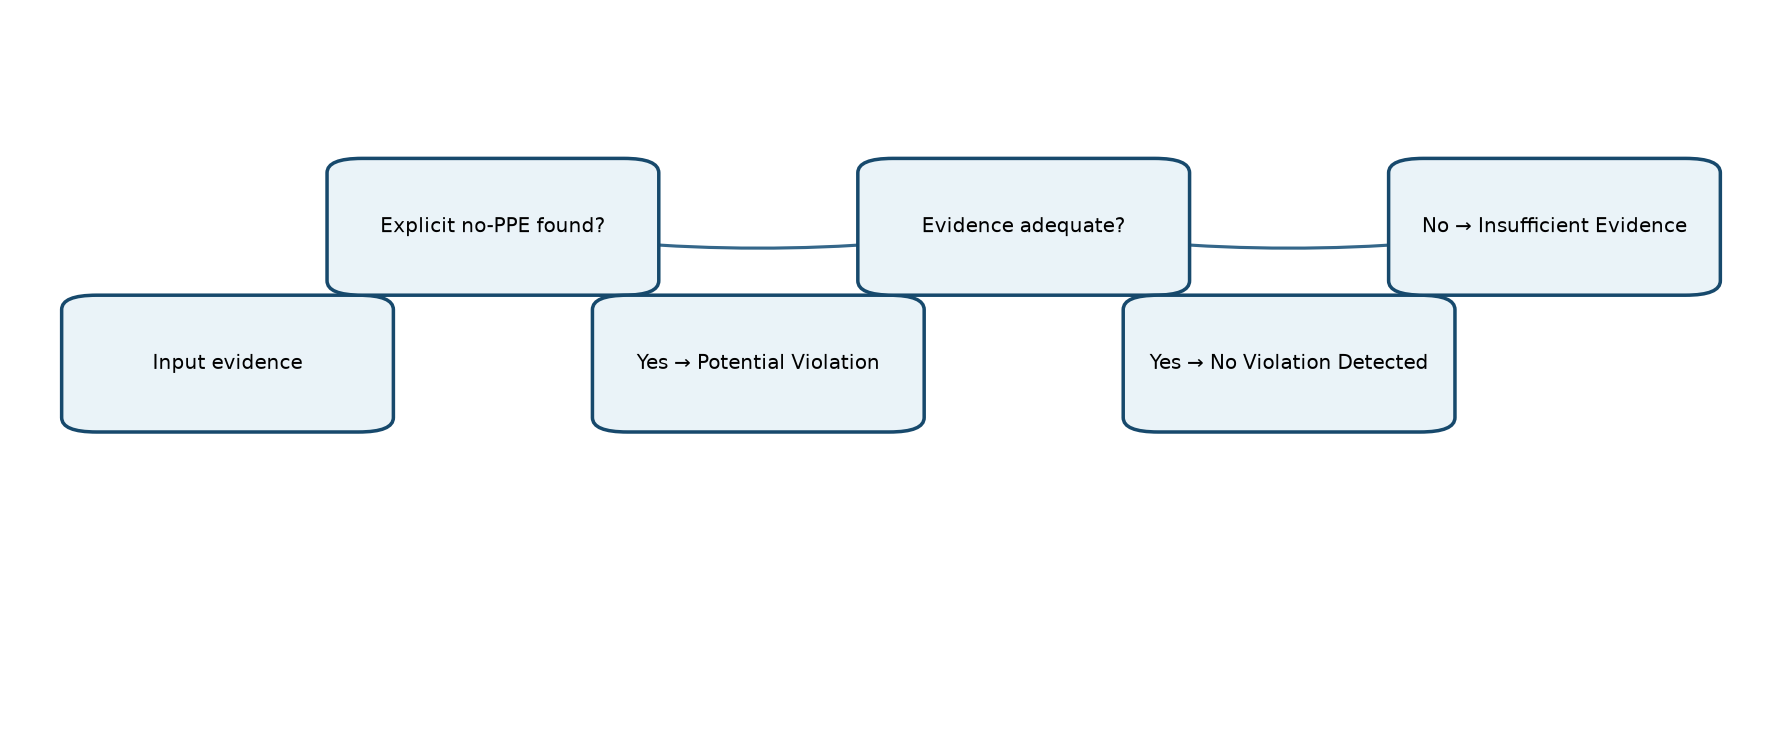 Explicit no-PPE found?
Evidence adequate?
No → Insufficient Evidence
Input evidence
Yes → Potential Violation
Yes → No Violation Detected